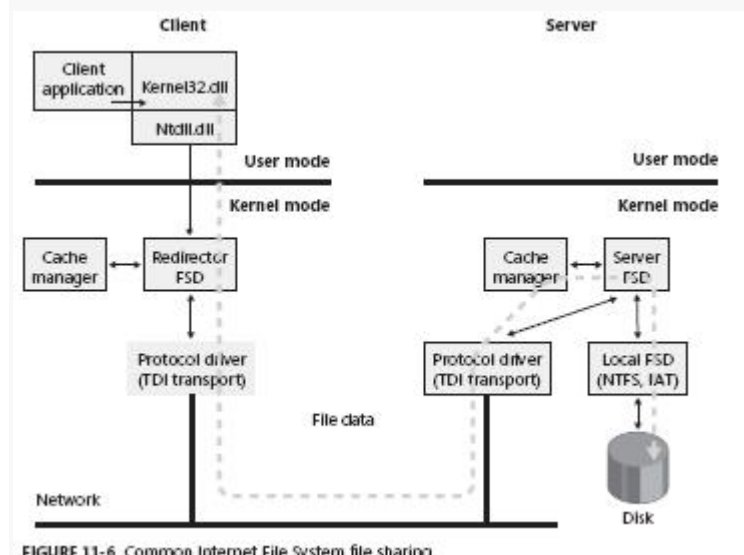 Client
Server
Client
application
Kernel32.dll
Ntdll.dll
User mode
User mode
Kernel mode
Kernel mode
Cache
manager
Redirector
FSD
Cache
manager
Server
FSD
Protocol driver
(TDI transport)
Protocol driver
(TDI transport)
Local FSD
(NTFS, IAT)
File data
Network
Disk
FIGURE 11-6 Common Internet File System file sharing